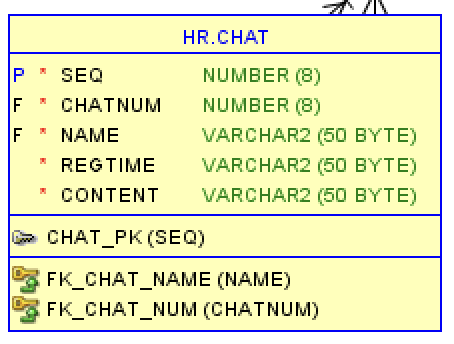 HR.CHAT
P * SEQ NUMBER (8)
F * CHATNUM NUMBER (8)
F * NAME VARCHAR2 (50 BYTE)
* REGTIME VARCHAR2 (50 BYTE)
* CONTENT VARCHAR2 (50 BYTE)
CHAT_PK (SEQ)
FK_CHAT_NAME (NAME)
FK_CHAT_NUM (CHATNUM)